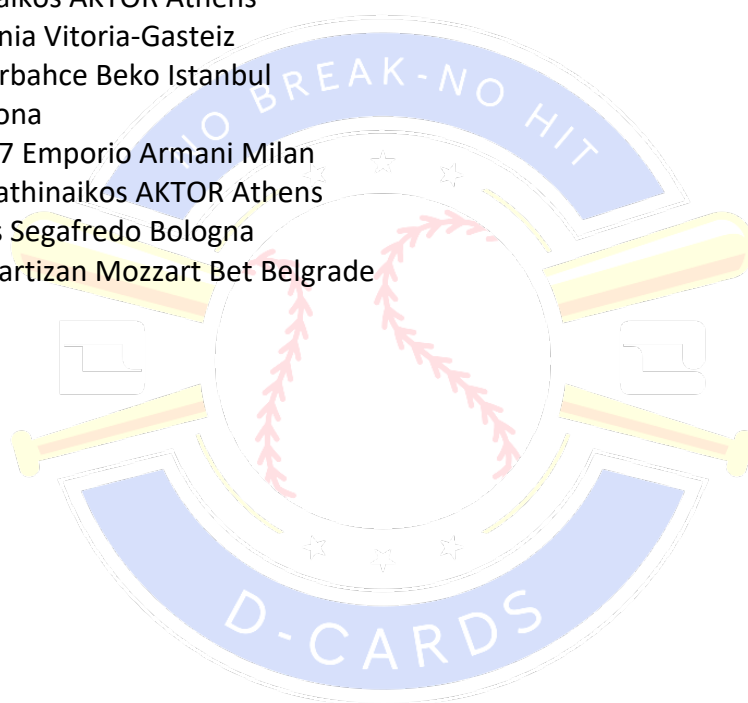 aikos AKTOR Athens
nia Vitoria-Gasteiz
rbahce Beko Istanbul
ona
7 Emporio Armani Milan
athinaikos AKTOR Athens
s Segafredo Bologna
artizan Mozzart Bet Belgrade
NO BREAK-NO HIT
D-CARDS